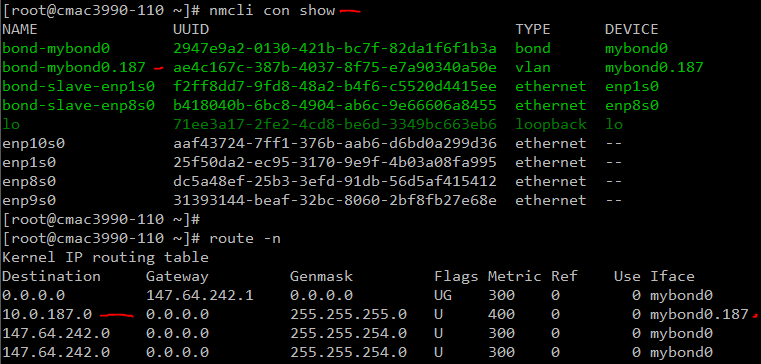 [root@cmac3990-110 ~]# nmcli con show
NAME UUID TYPE DEVICE
bond-mybond0 2947e9a2-0130-421b-bc7f-82da1f6f1b3a bond mybond0
bond-mybond0.187 ae4c167c-387b-4037-8f75-e7a90340a50e vlan mybond0.187
bond-slave-enp1s0 f2ff8dd7-9fd8-48a2-b4f6-c5520d4415ee ethernet enp1s0
bond-slave-enp8s0 b418040b-6bc8-4904-ab6c-9e66606a8455 ethernet enp8s0
lo 71ee3a17-2fe2-4cd8-be6d-3349bc663eb6 loopback lo
enp10s0 aaf43724-7ff1-376b-aab6-d6bd0a299d36 ethernet --
enp1s0 25f50da2-ec95-3170-9e9f-4b03a08fa995 ethernet --
enp8s0 dc5a48ef-25b3-3efd-91db-56d5af415412 ethernet --
enp9s0 31393144-beaf-32bc-8060-2bf8fb27e68e ethernet --
[root@cmac3990-110 ~]#
[root@cmac3990-110 ~]# route -n
Kernel IP routing table
Destination Gateway Genmask Flags Metric Ref Use Iface
0.0.0.0 147.64.242.1 0.0.0.0 UG 300 0 0 mybond0
10.0.187.0 0.0.0.0 255.255.255.0 U 400 0 0 mybond0.187
147.64.242.0 0.0.0.0 255.255.254.0 U 300 0 0 mybond0
147.64.242.0 0.0.0.0 255.255.254.0 U 300 0 0 mybond0